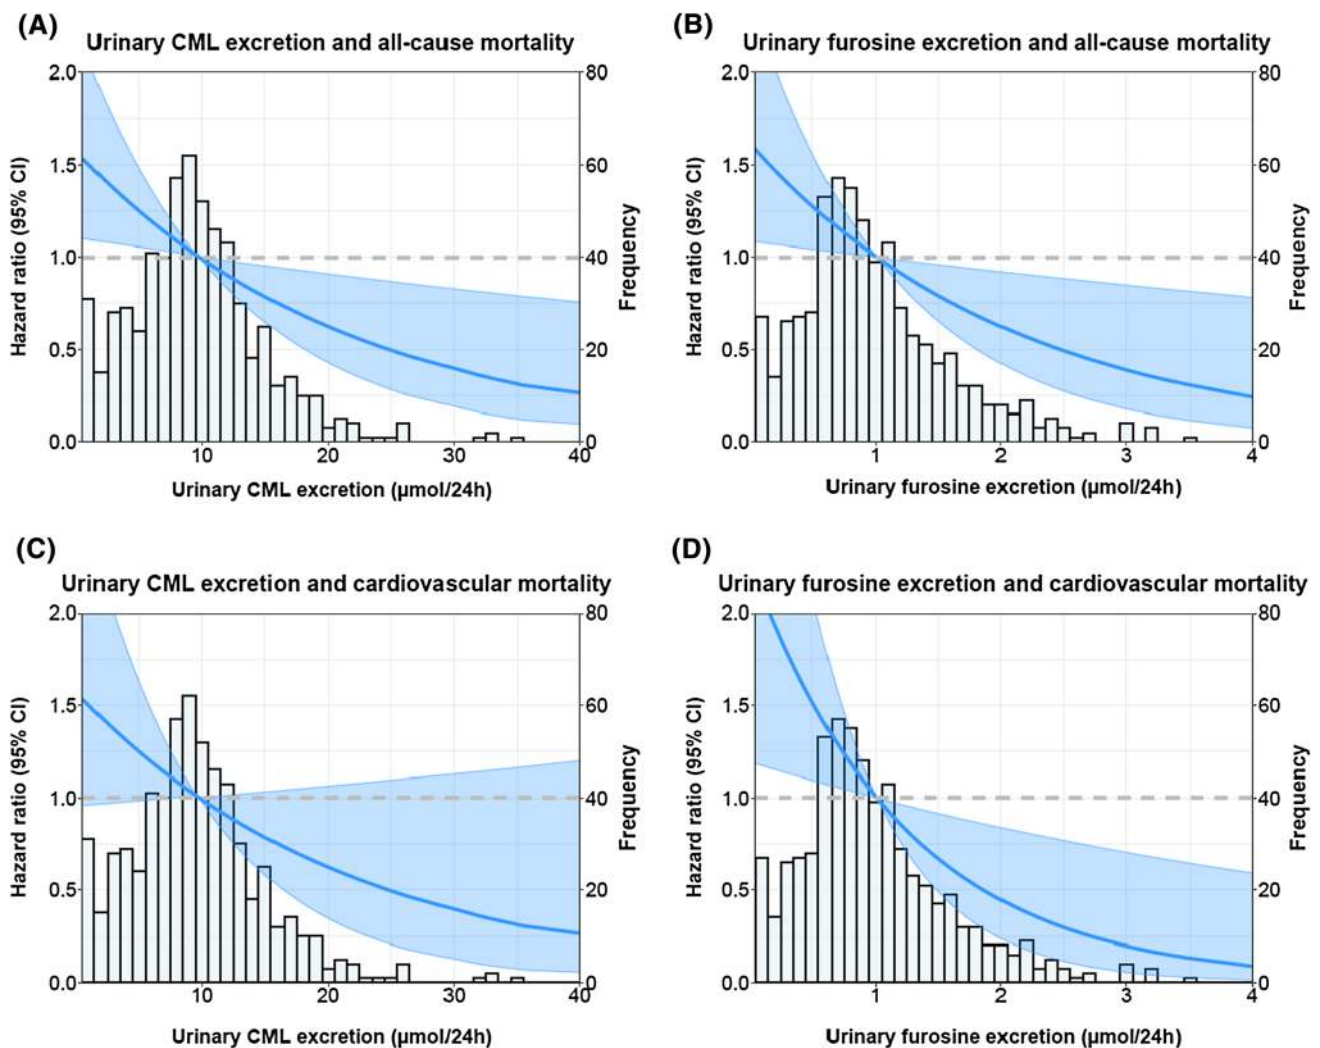 (A)
Urinary CML excretion and all-cause mortality
2.0
1.5
1.0
0.5
0.0
80
60
40
20
0
10 20 30 40
Hazard ratio (95% CI)
Frequency
Urinary CML excretion (μmol/24h)
(B)
Urinary furosine excretion and all-cause mortality
2.0
1.5
1.0
0.5
0.0
80
60
40
20
0
1 2 3 4
Hazard ratio (95% CI)
Frequency
Urinary furosine excretion (μmol/24h)
(C)
Urinary CML excretion and cardiovascular mortality
2.0
1.5
1.0
0.5
0.0
80
60
40
20
0
10 20 30 40
Hazard ratio (95% CI)
Frequency
Urinary CML excretion (μmol/24h)
(D)
Urinary furosine excretion and cardiovascular mortality
2.0
1.5
1.0
0.5
0.0
80
60
40
20
0
1 2 3 4
Hazard ratio (95% CI)
Frequency
Urinary furosine excretion (μmol/24h)